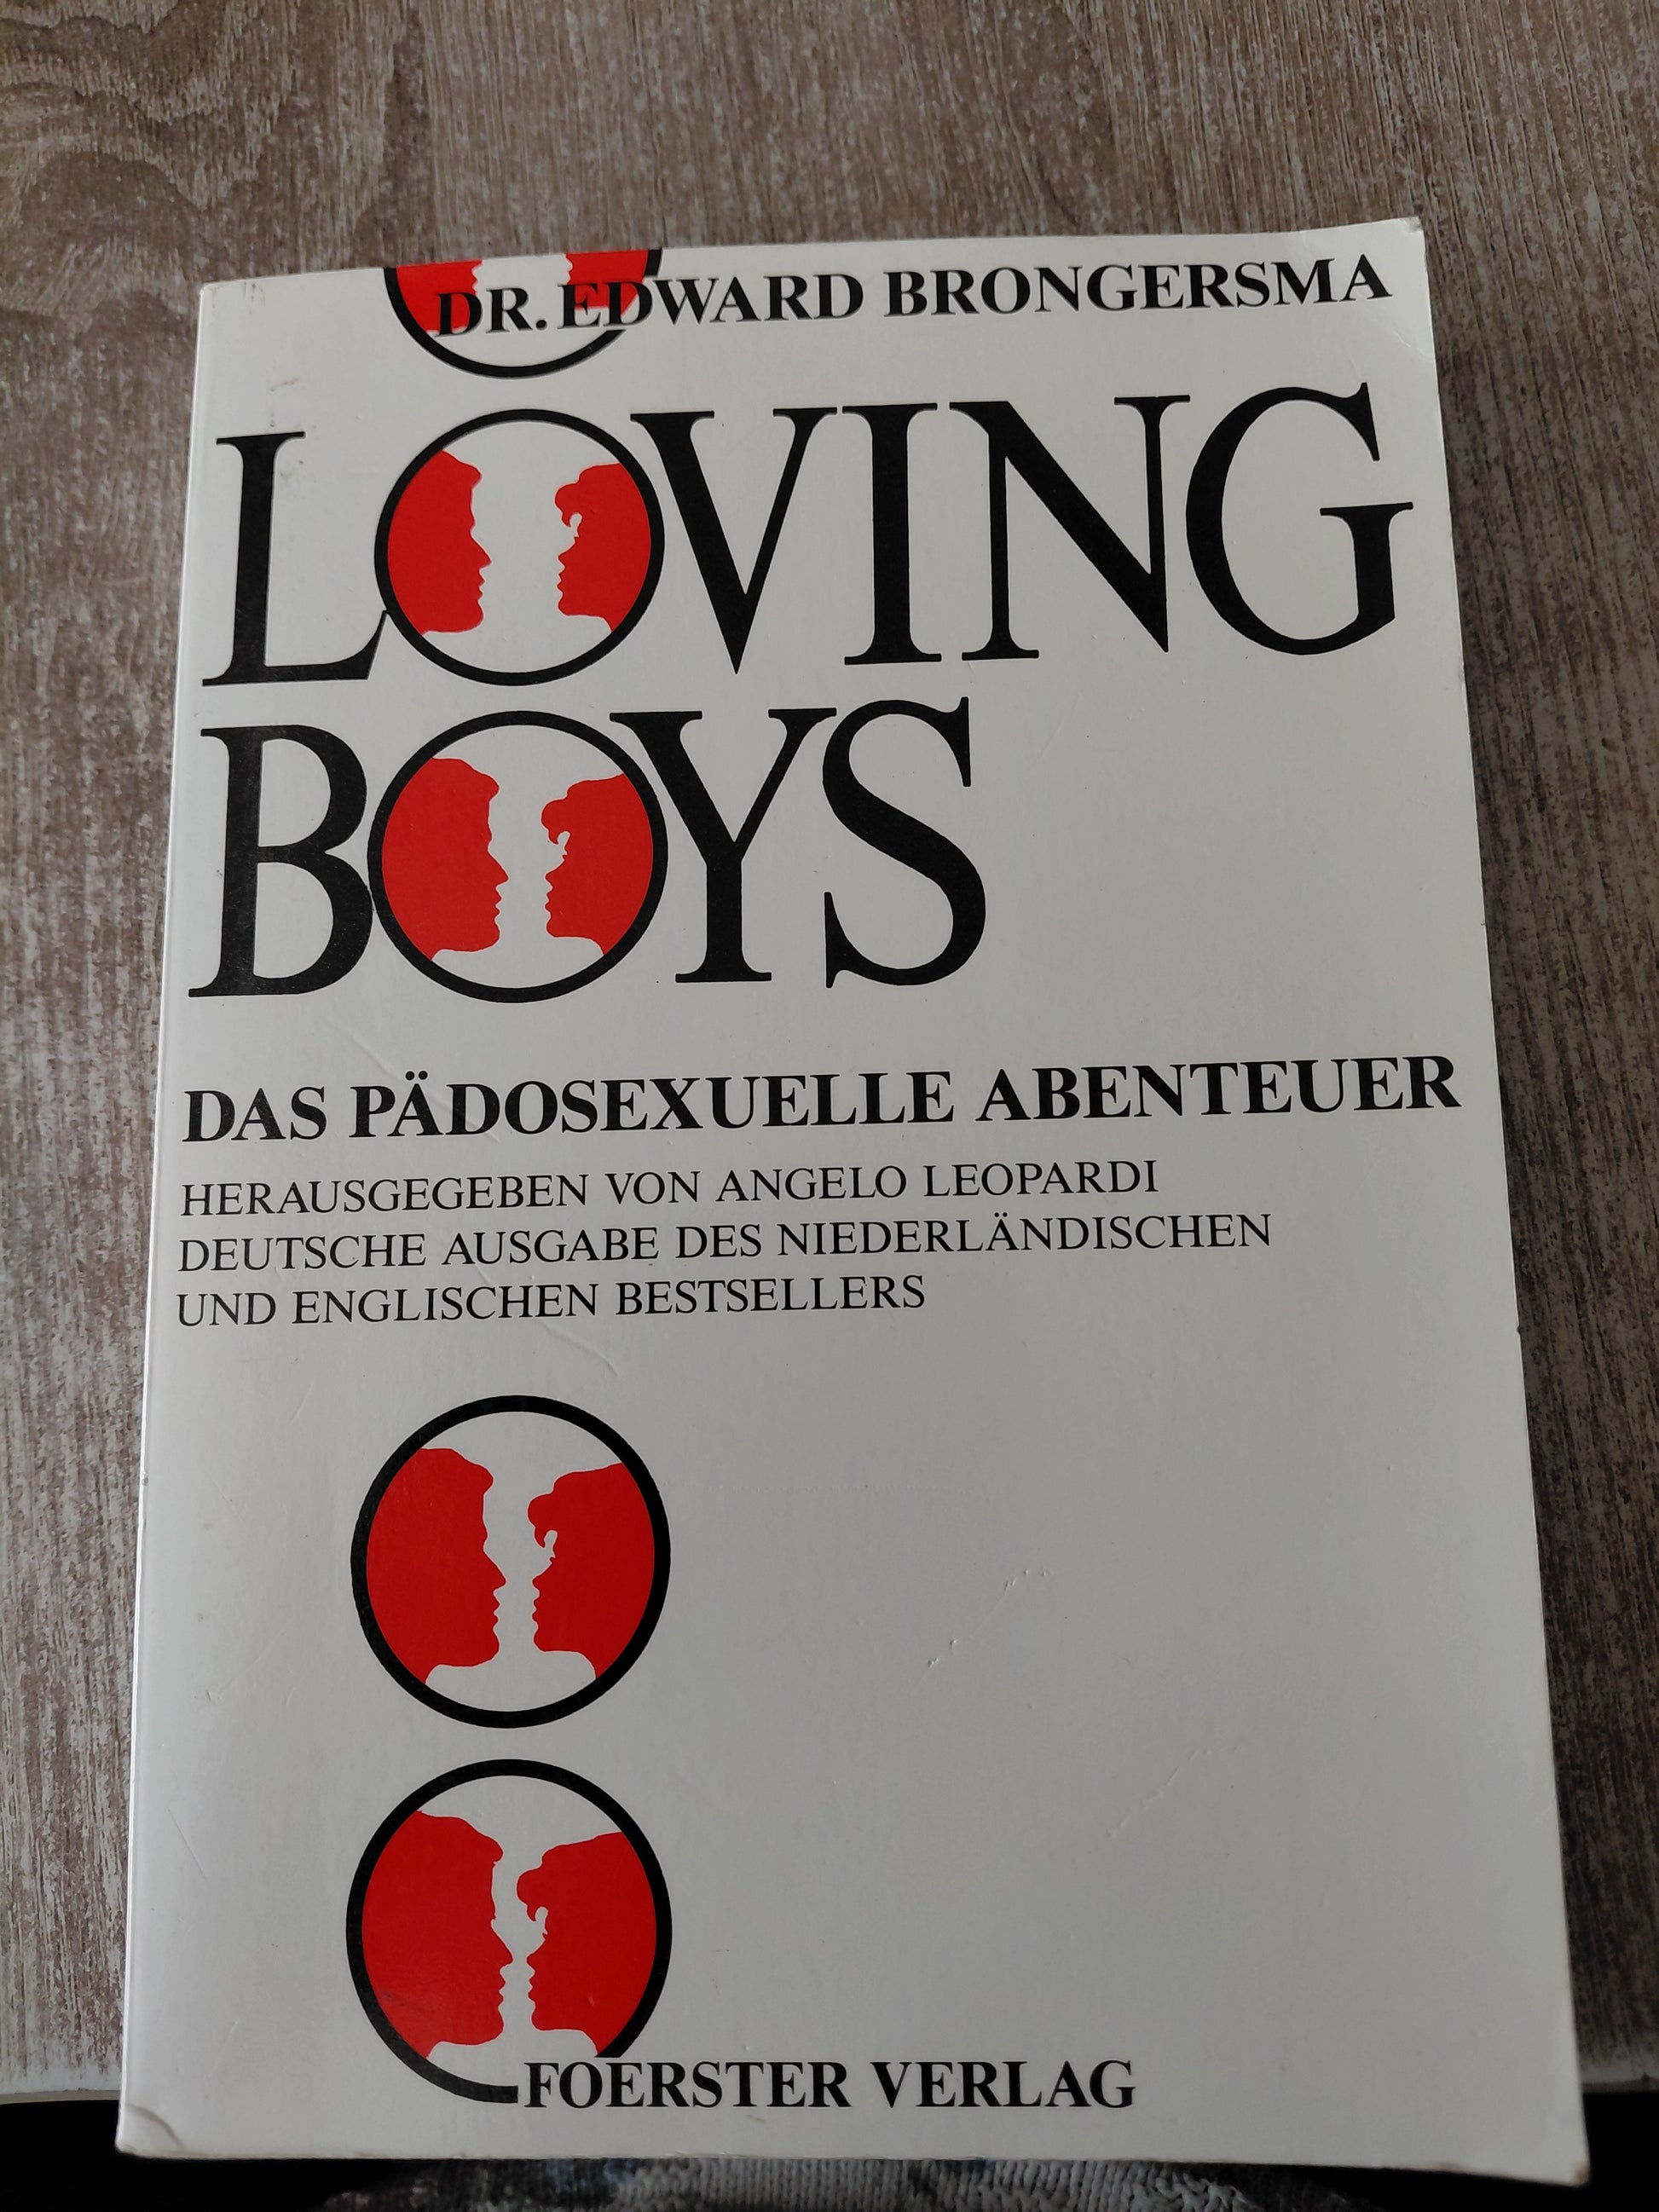 DR. EDWARD BRONGERSMA
LOVING
BOYS
DAS PÄDOSEXUELLE ABENTEUER
HERAUSGEGEBEN VON ANGELO LEOPARDI
DEUTSCHE AUSGABE DES NIEDERLÄNDISCHEN
UND ENGLISCHEN BESTSELLERS
FOERSTER VERLAG